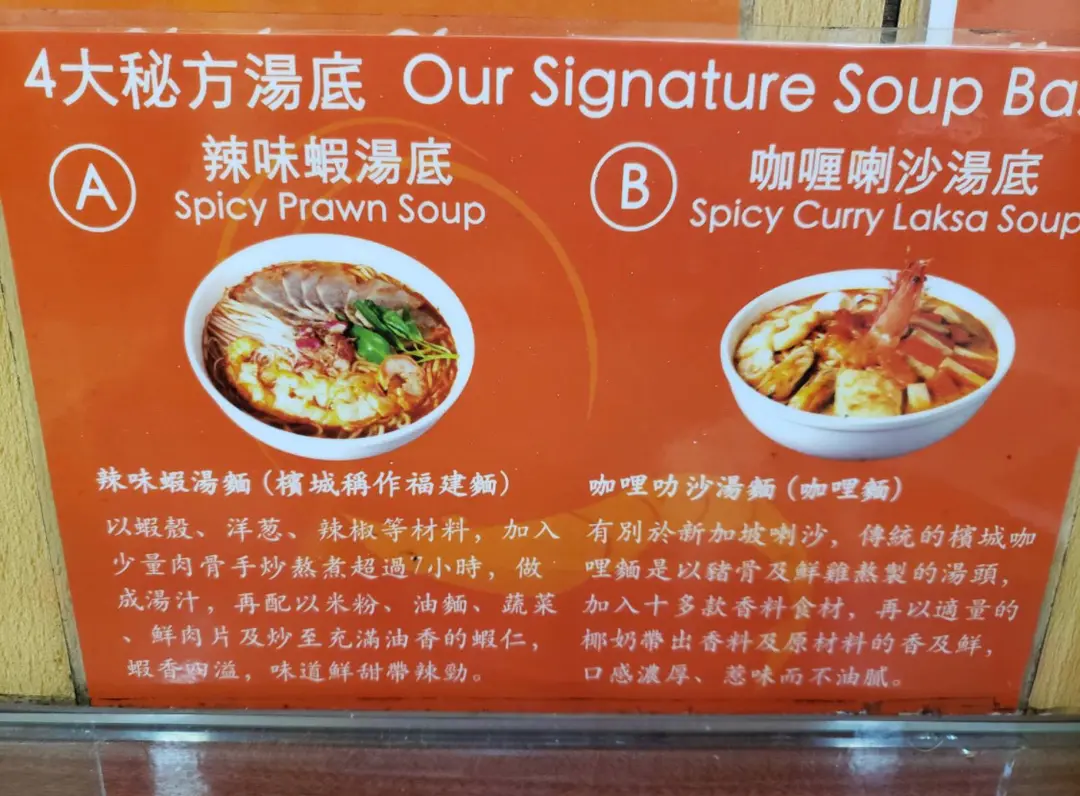 4大秘方湯底 Our Signature Soup Ba
A 辣味蝦湯底
Spicy Prawn Soup
B 咖喱喇沙湯底
Spicy Curry Laksa Soup
辣味蝦湯麵 (檳城稱作福建麵)
以蝦殼、洋葱、辣椒等材料，加入
少量肉骨手炒熬煮超過7小時，做
成湯汁，再配以米粉、油麵、蔬菜
、鮮肉片及炒至充滿油香的蝦仁，
蝦香四溢，味道鮮甜帶辣勁。
咖哩叻沙湯麵 (咖哩麵)
有別於新加坡喇沙，傳統的檳城咖
哩麵是以豬骨及鮮雞熬製的湯頭，
加入十多款香料食材，再以適量的
椰奶帶出香料及原材料的香及鮮，
口感濃厚、惹味而不油膩。